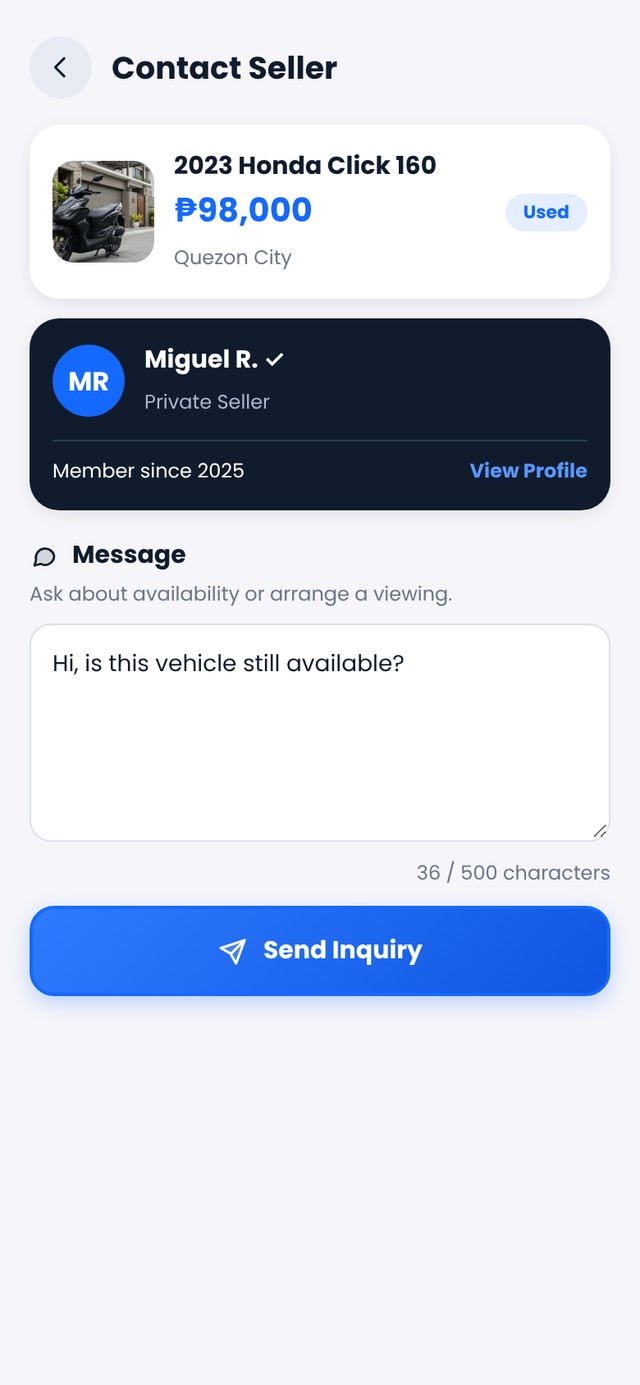 Contact Seller
2023 Honda Click 160
₱98,000
Used
Quezon City
MR
Miguel R. ✓
Private Seller
Member since 2025
View Profile
Message
Ask about availability or arrange a viewing.
Hi, is this vehicle still available?
36 / 500 characters
Send Inquiry